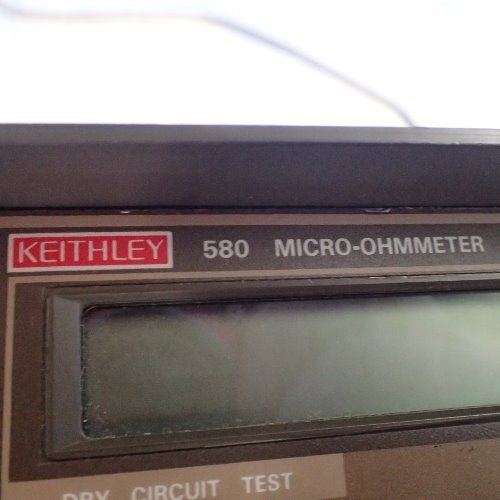 KEITHLEY 580 MICRO-OHMMETER
DRY CIRCUIT TEST